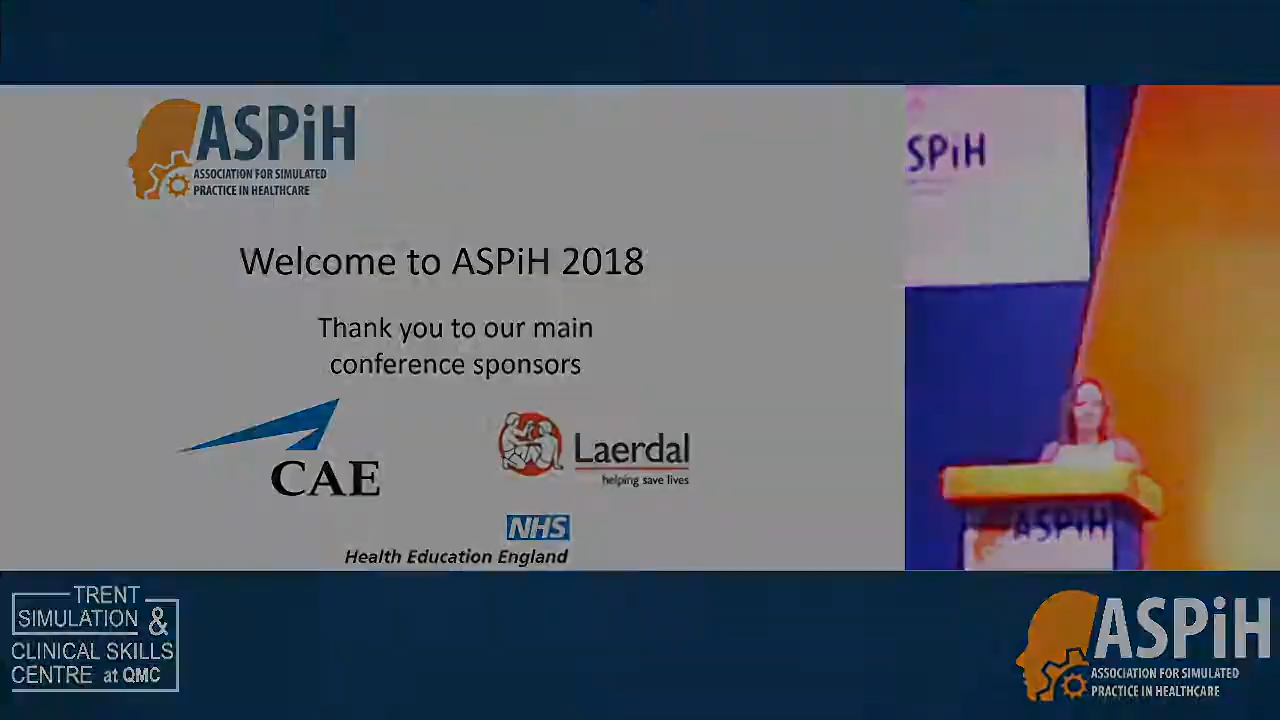 ASPiH
ASSOCIATION FOR SIMULATED
PRACTICE IN HEALTHCARE
Welcome to ASPiH 2018
Thank you to our main
conference sponsors
CAE
Laerdal
helping save lives
NHS
Health Education England
SPiH
ASPiH
TRENT
SIMULATION &
CLINICAL SKILLS
CENTRE at QMC
ASPiH
ASSOCIATION FOR SIMULATED
PRACTICE IN HEALTHCARE